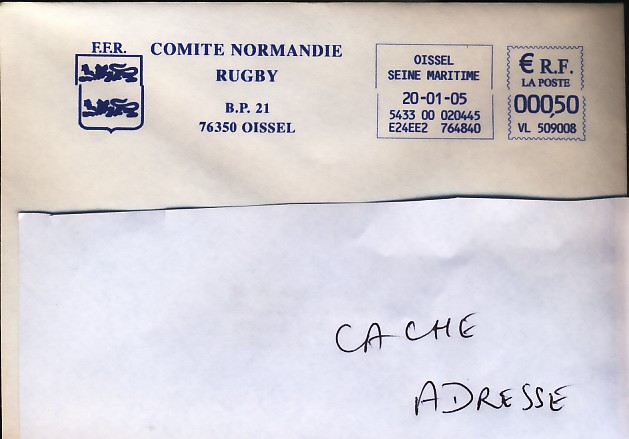 F.F.R.
COMITE NORMANDIE
RUGBY
B.P. 21
76350 OISSEL
OISSEL
SEINE MARITIME
20-01-05
5433 00 020445
E24EE2 764840
€ R.F.
LA POSTE
000,50
VL 509008
CACHE
ADRESSE